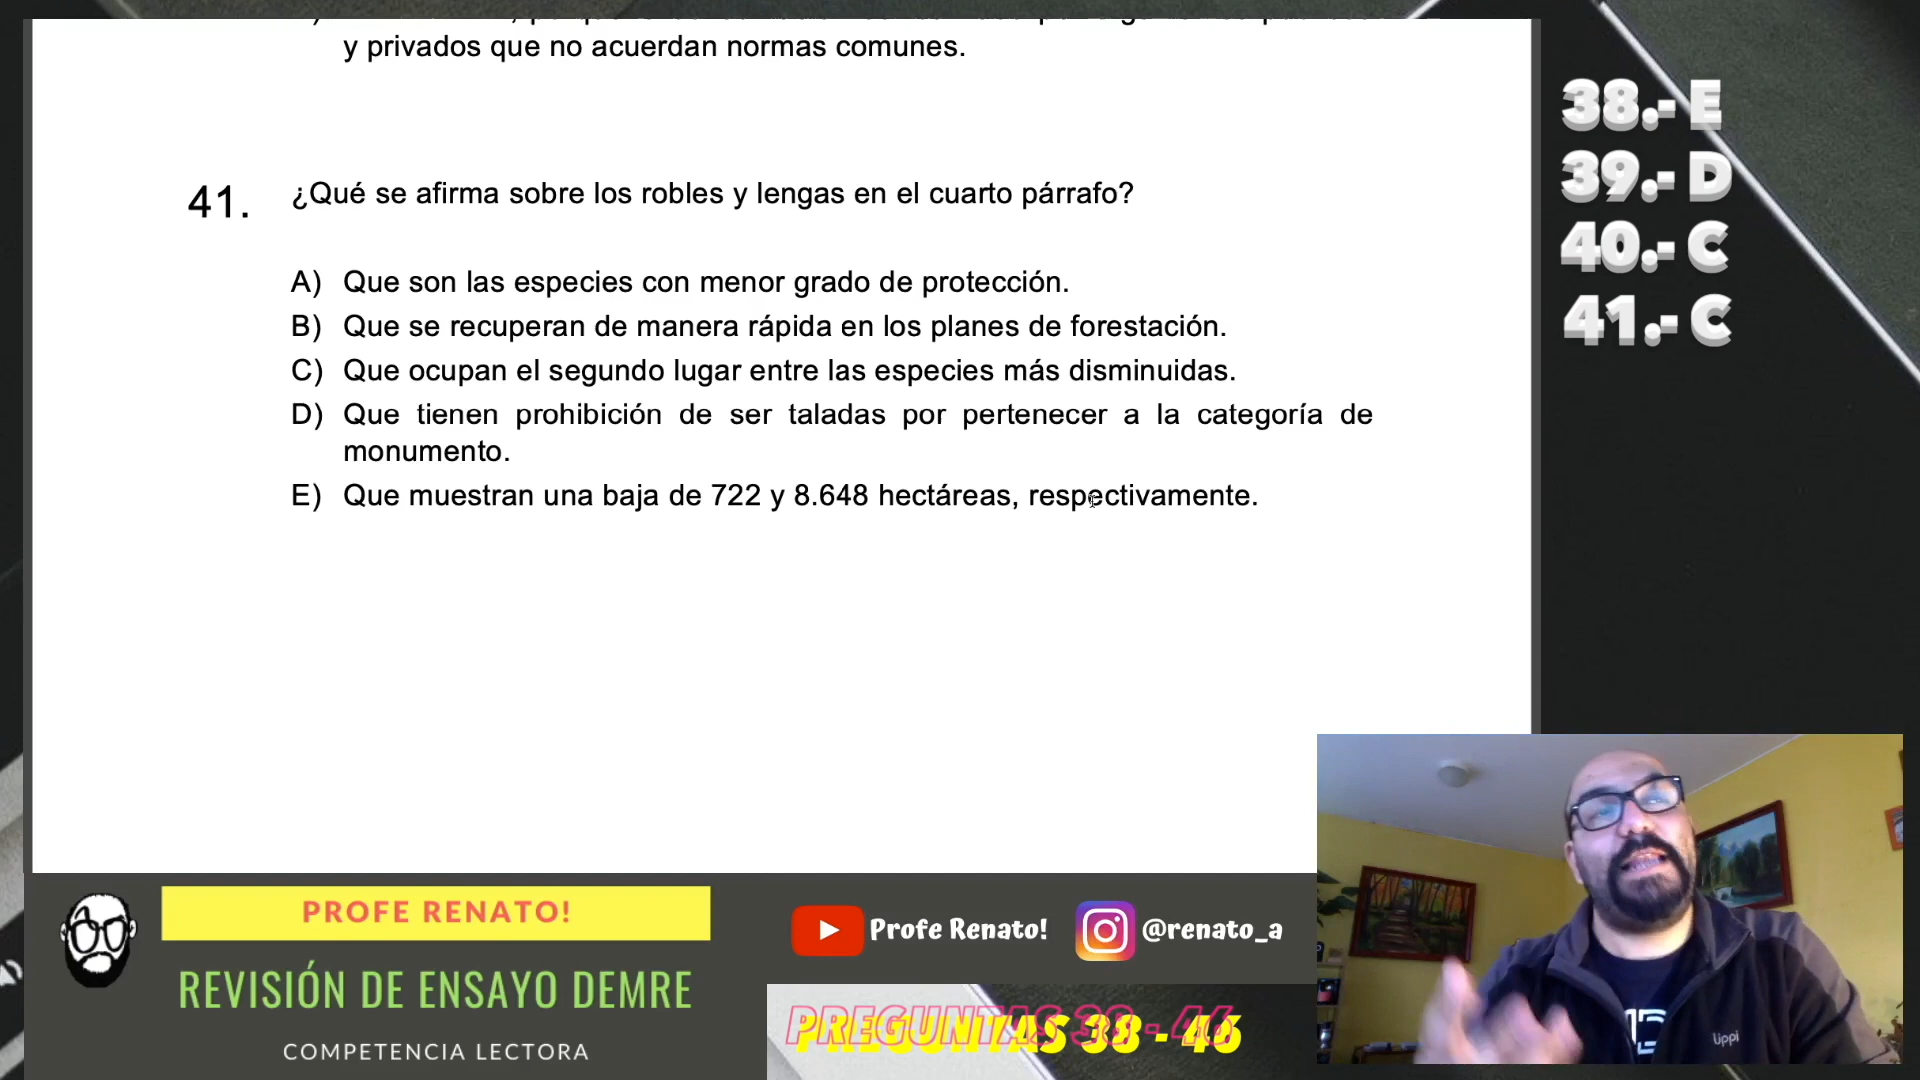 y privados que no acuerdan normas comunes.
41. ¿Qué se afirma sobre los robles y lengas en el cuarto párrafo?
A) Que son las especies con menor grado de protección.
B) Que se recuperan de manera rápida en los planes de forestación.
C) Que ocupan el segundo lugar entre las especies más disminuidas.
D) Que tienen prohibición de ser taladas por pertenecer a la categoría de
monumento.
E) Que muestran una baja de 722 y 8.648 hectáreas, respectivamente.
38.- E
39.- D
40.- C
41.- C
PROFE RENATO!
REVISIÓN DE ENSAYO DEMRE
COMPETENCIA LECTORA
Profe Renato!
@renato_a
PREGUNTAS 38 - 46
Lippi